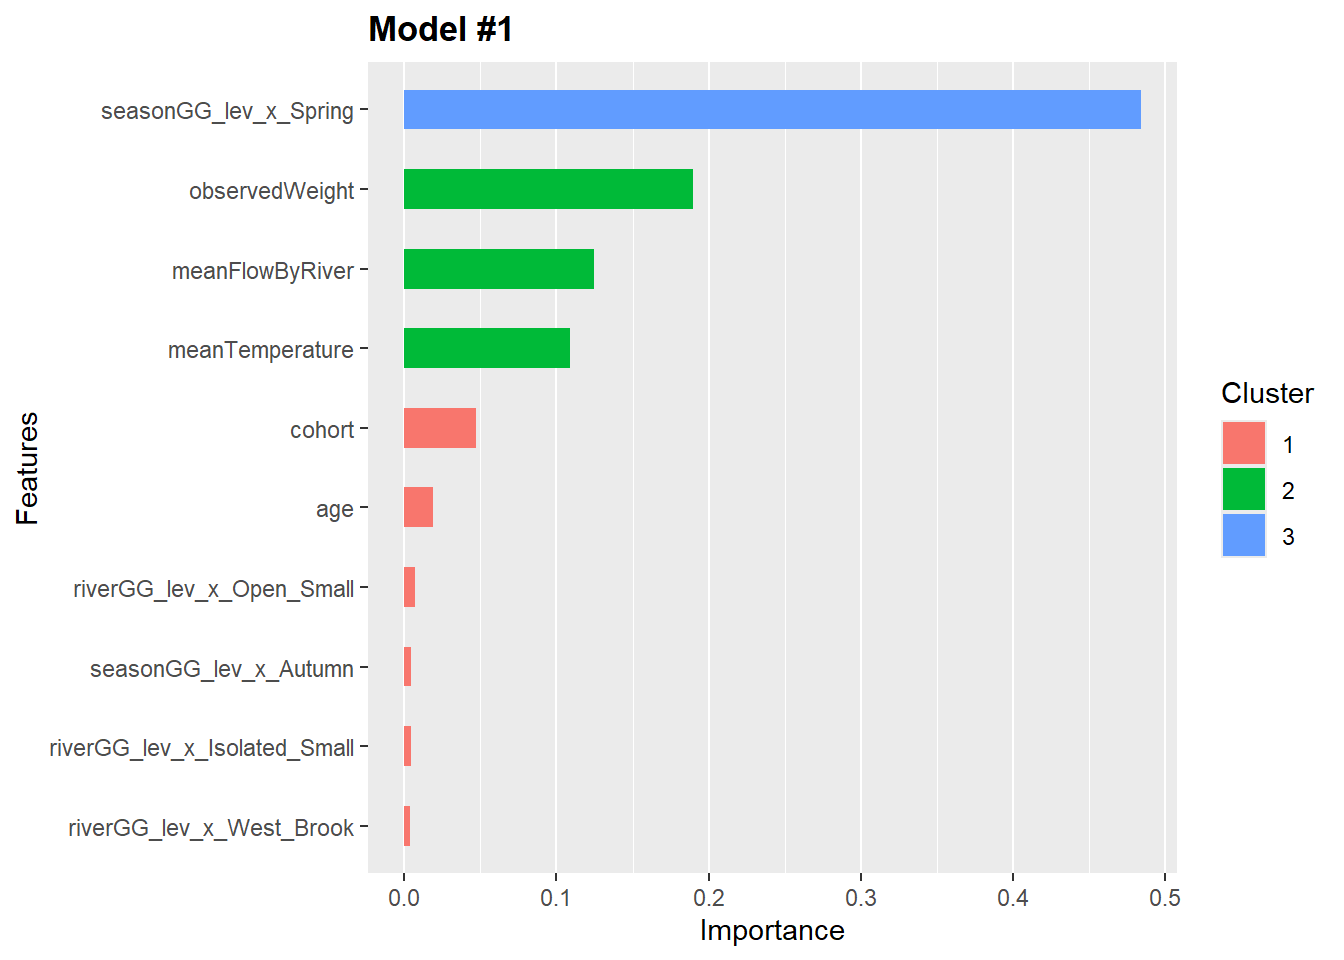 Model #1
seasonGG_lev_x_Spring
observedWeight
meanFlowByRiver
meanTemperature
cohort
age
riverGG_lev_x_Open_Small
seasonGG_lev_x_Autumn
riverGG_lev_x_Isolated_Small
riverGG_lev_x_West_Brook
Features
0.0 0.1 0.2 0.3 0.4 0.5
Importance
Cluster
1
2
3